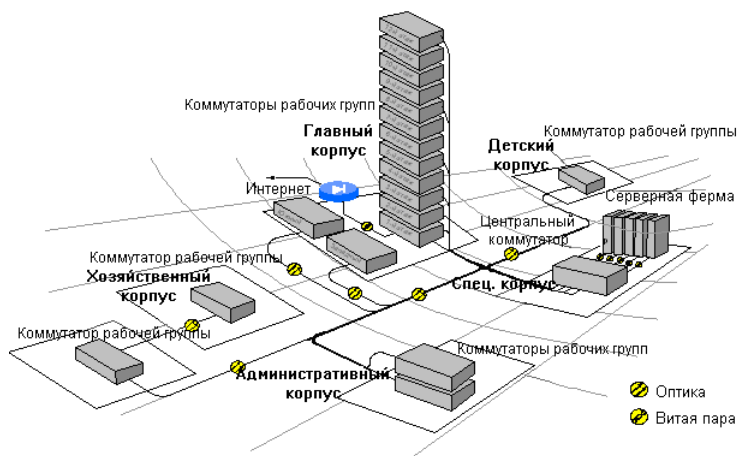 Коммутаторы рабочих групп
Главный
корпус
Коммутатор рабочей группы
Детский
корпус
Интернет
Серверная ферма
Центральный
коммутатор
Коммутатор рабочей группы
Хозяйственный
корпус
Спец. корпус
Коммутатор рабочей группы
Коммутаторы рабочих групп
Административный
корпус
Оптика
Витая пара